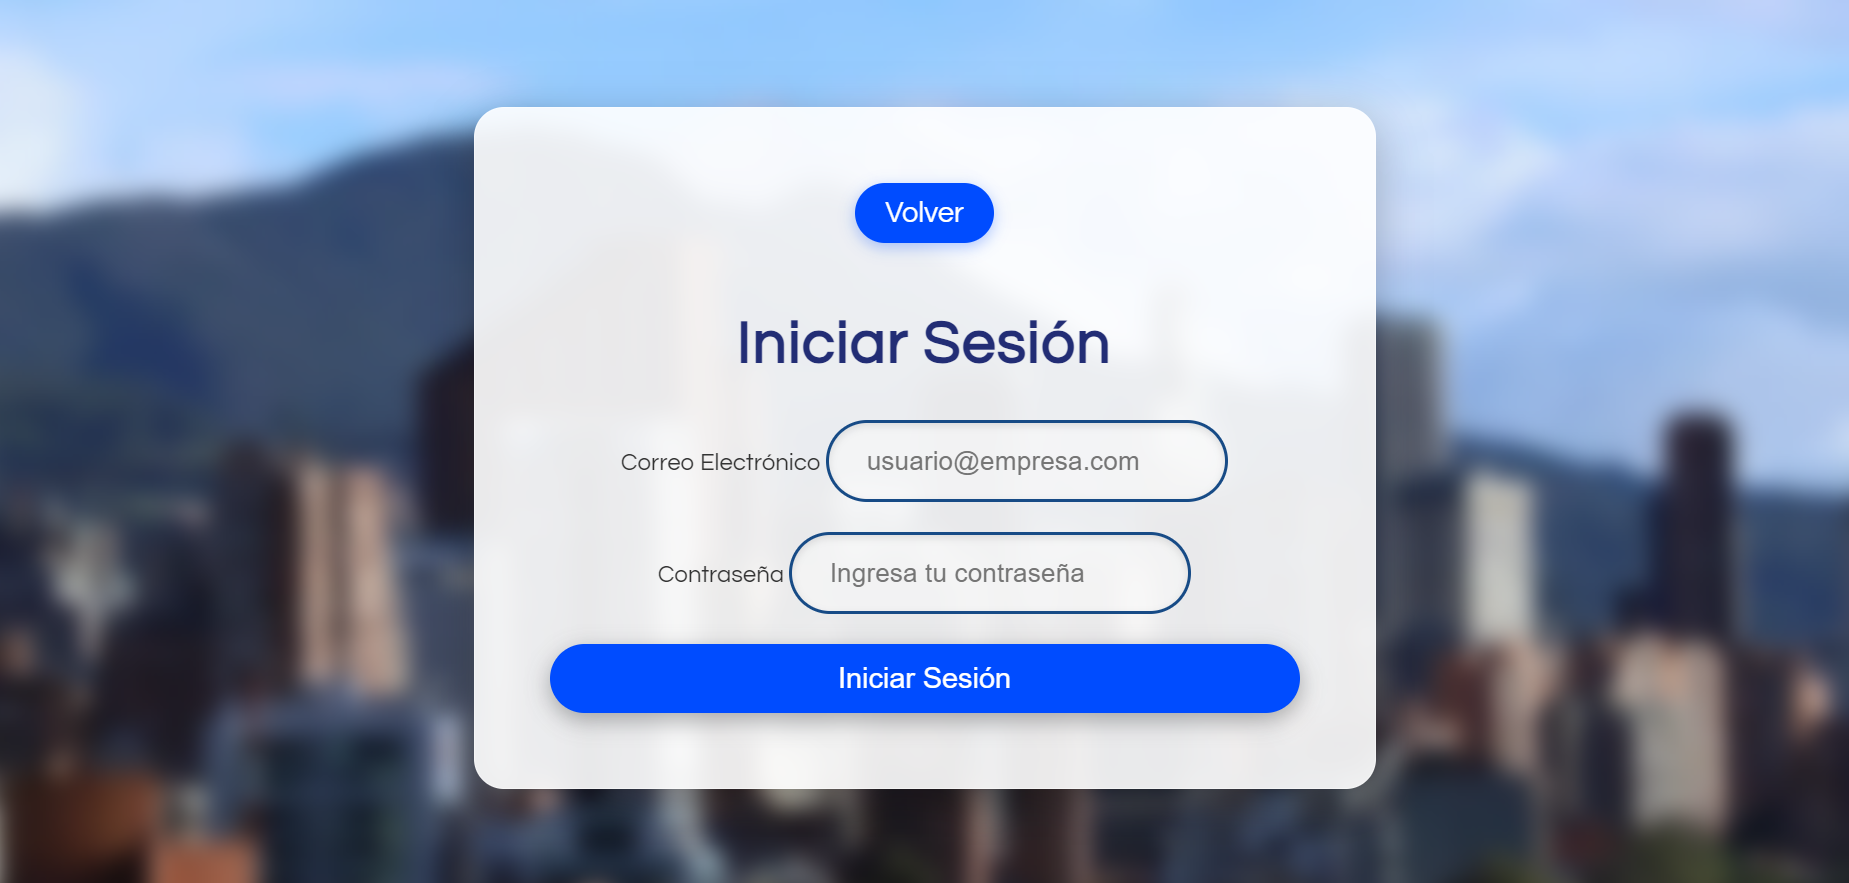 Volver
Iniciar Sesión
Correo Electrónico usuario@empresa.com
Contraseña Ingresa tu contraseña
Iniciar Sesión